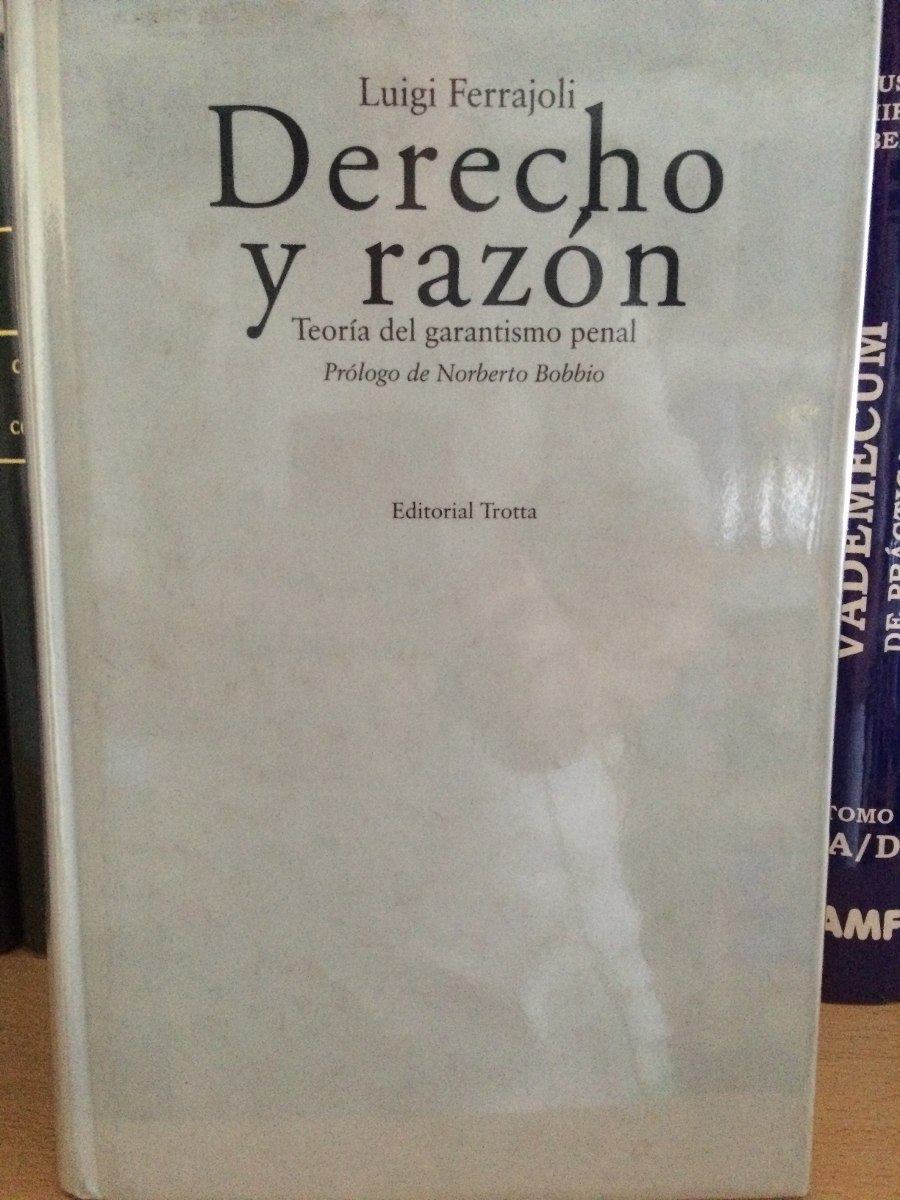 Luigi Ferrajoli
Derecho
y razón
Teoría del garantismo penal
Prólogo de Norberto Bobbio
Editorial Trotta
VADEMECUM
TOMO
A/D